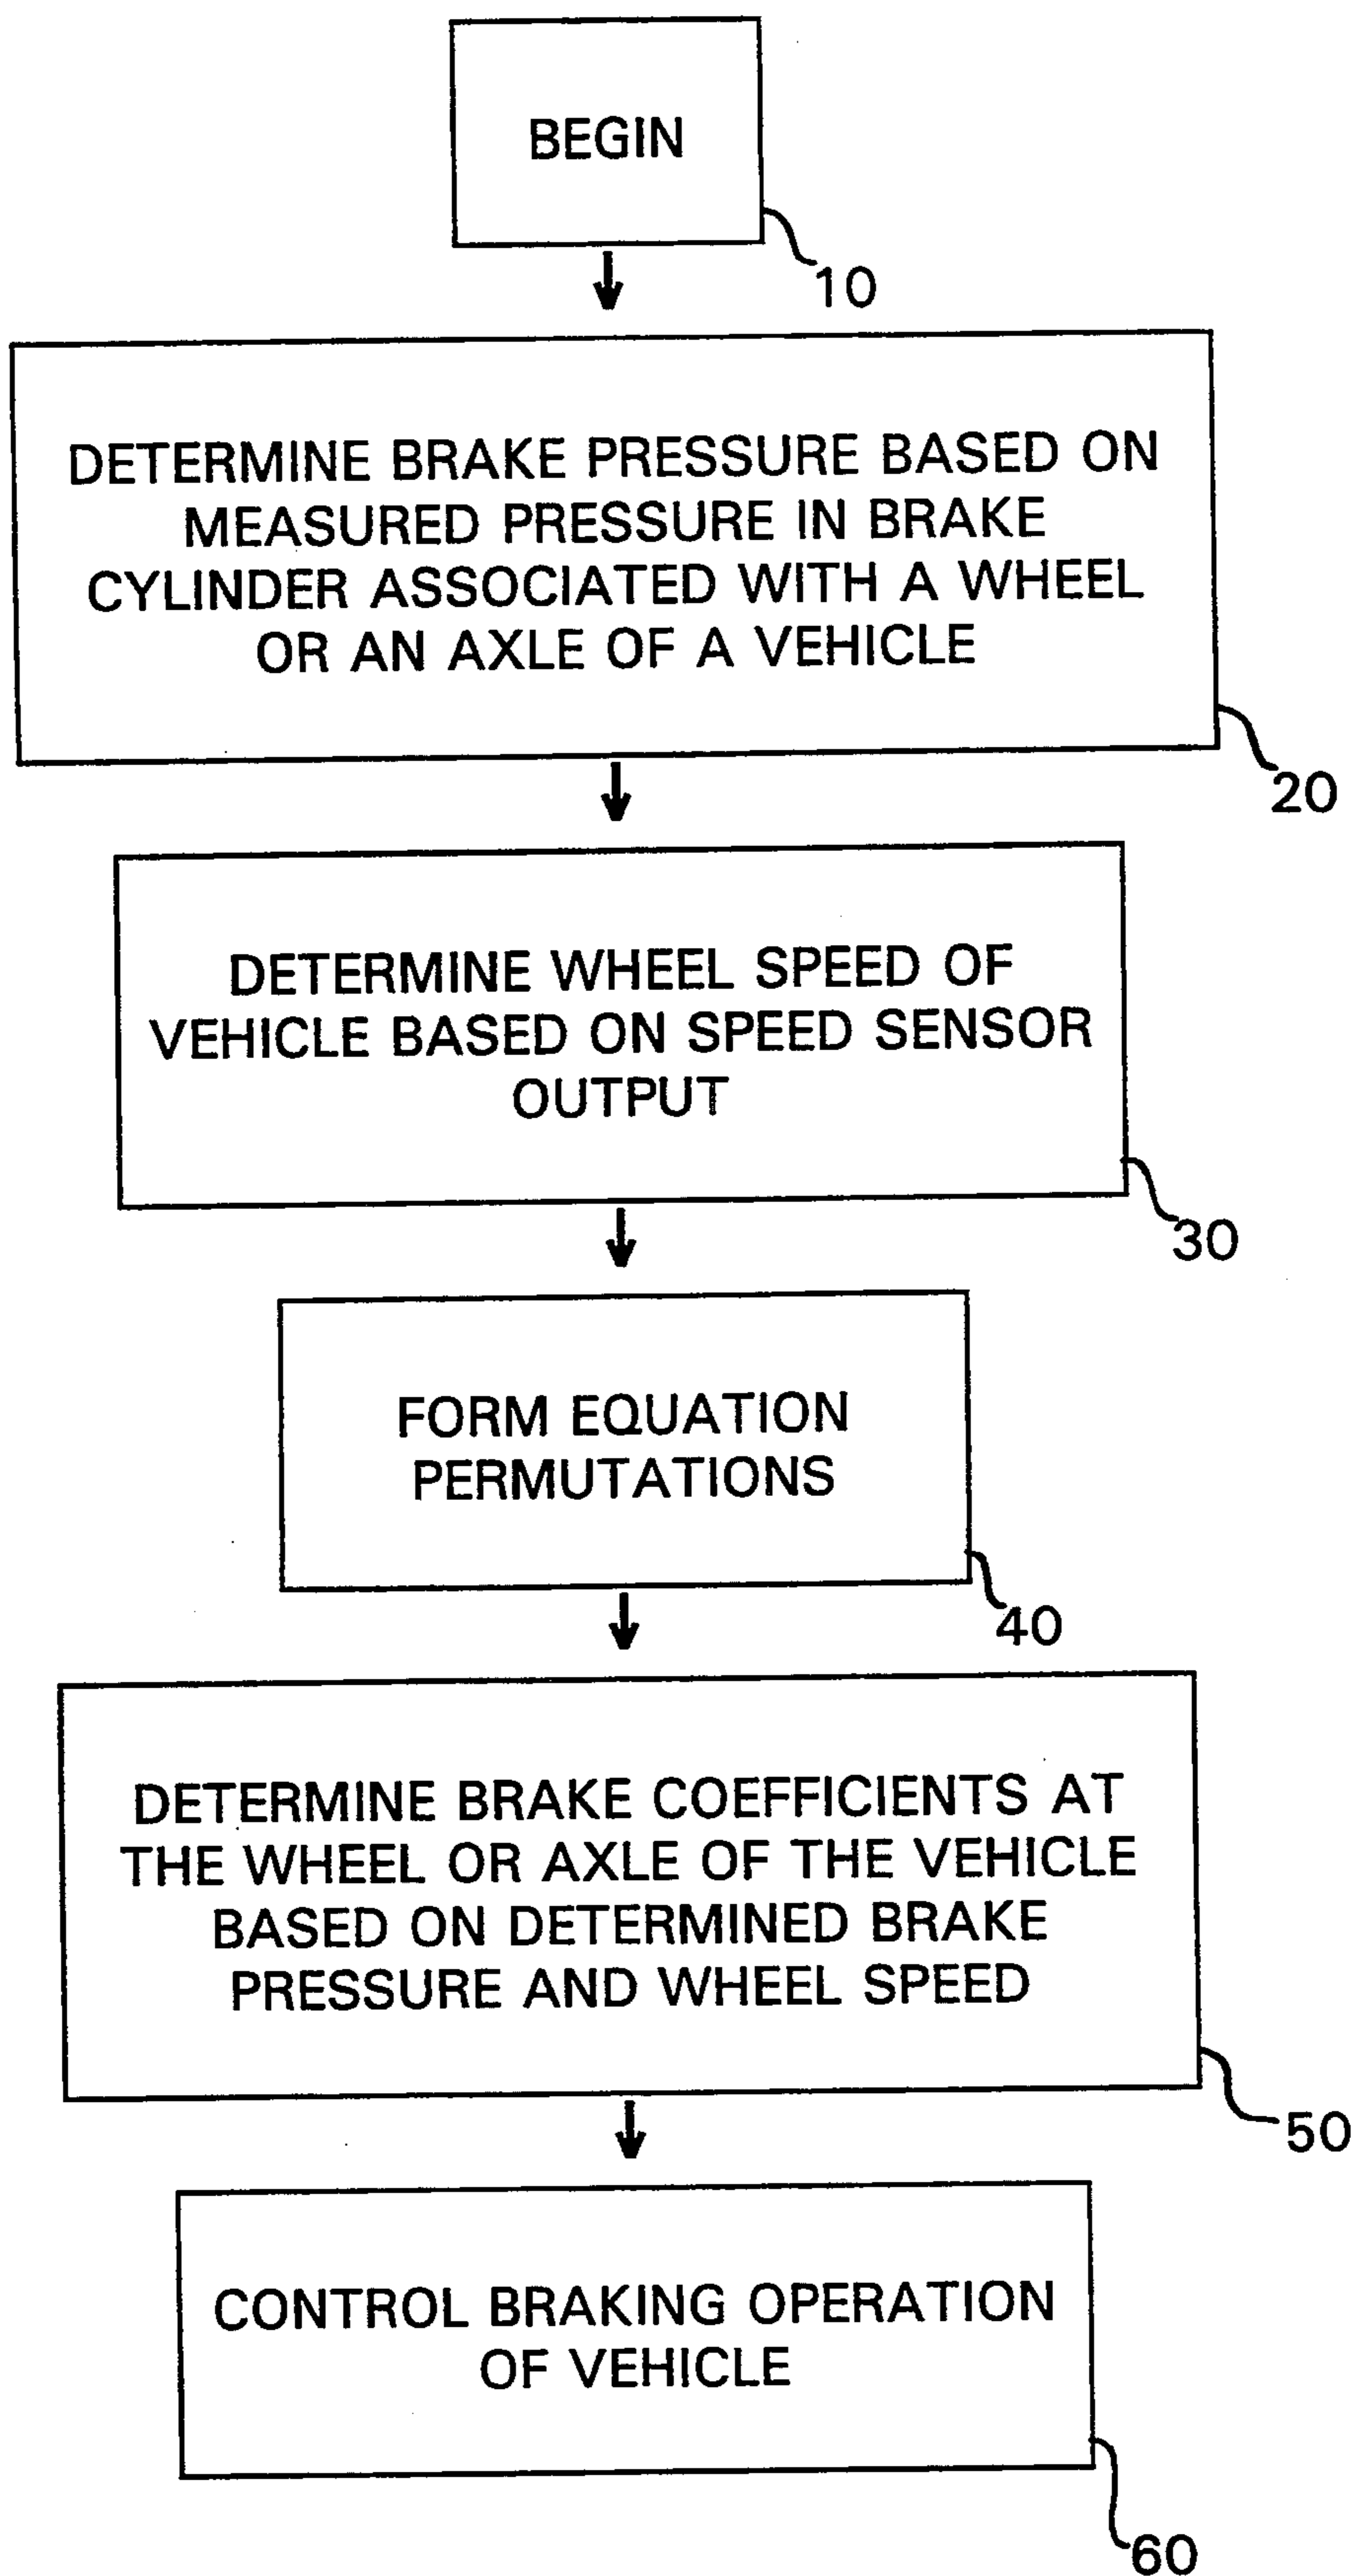 BEGIN
10
DETERMINE BRAKE PRESSURE BASED ON
MEASURED PRESSURE IN BRAKE
CYLINDER ASSOCIATED WITH A WHEEL
OR AN AXLE OF A VEHICLE
20
DETERMINE WHEEL SPEED OF
VEHICLE BASED ON SPEED SENSOR
OUTPUT
30
FORM EQUATION
PERMUTATIONS
40
DETERMINE BRAKE COEFFICIENTS AT
THE WHEEL OR AXLE OF THE VEHICLE
BASED ON DETERMINED BRAKE
PRESSURE AND WHEEL SPEED
50
CONTROL BRAKING OPERATION
OF VEHICLE
60